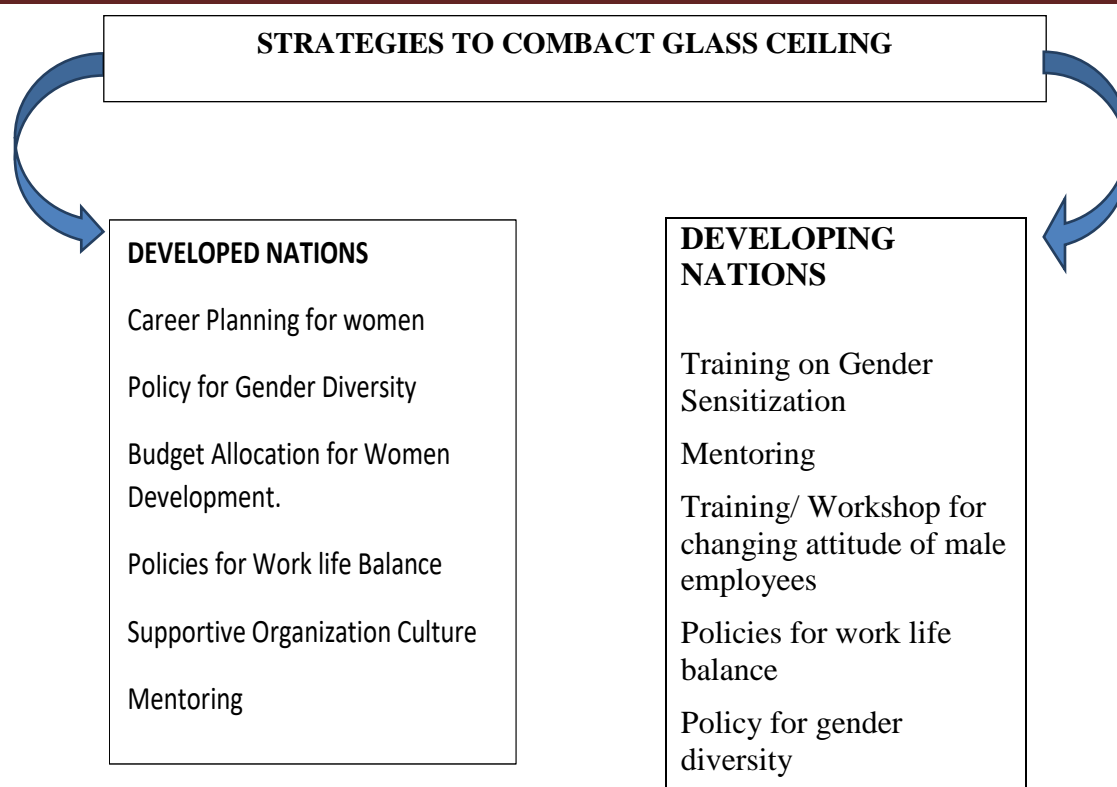 STRATEGIES TO COMBACT GLASS CEILING
DEVELOPED NATIONS
Career Planning for women
Policy for Gender Diversity
Budget Allocation for Women
Development.
Policies for Work life Balance
Supportive Organization Culture
Mentoring
DEVELOPING
NATIONS
Training on Gender
Sensitization
Mentoring
Training/ Workshop for
changing attitude of male
employees
Policies for work life
balance
Policy for gender
diversity